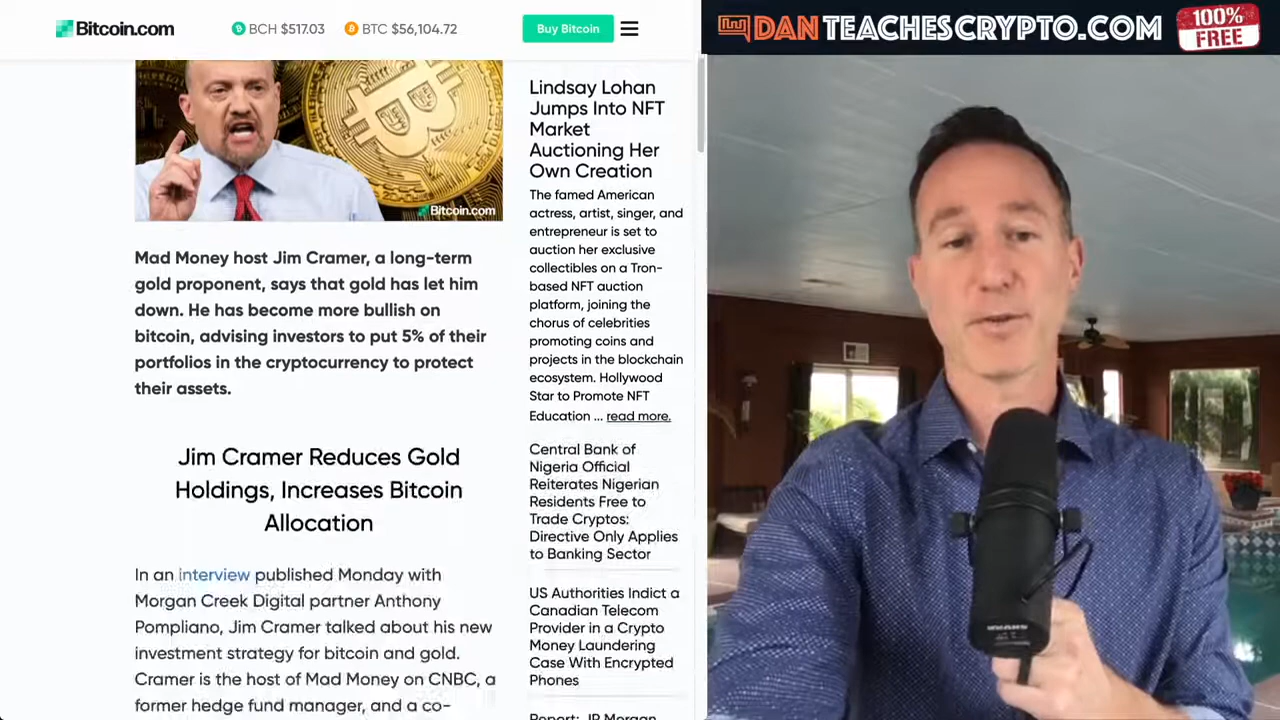 Bitcoin.com
BCH $517.03
BTC $56,104.72
Buy Bitcoin
DANTEACHESCRYPTO.COM
100%
FREE
Bitcoin.com
Mad Money host Jim Cramer, a long-term
gold proponent, says that gold has let him
down. He has become more bullish on
bitcoin, advising investors to put 5% of their
portfolios in the cryptocurrency to protect
their assets.
Jim Cramer Reduces Gold
Holdings, Increases Bitcoin
Allocation
In an interview published Monday with
Morgan Creek Digital partner Anthony
Pompliano, Jim Cramer talked about his new
investment strategy for bitcoin and gold.
Cramer is the host of Mad Money on CNBC, a
former hedge fund manager, and a co-
Lindsay Lohan
Jumps Into NFT
Market
Auctioning Her
Own Creation
The famed American
actress, artist, singer, and
entrepreneur is set to
auction her exclusive
collectibles on a Tron-
based NFT auction
platform, joining the
chorus of celebrities
promoting coins and
projects in the blockchain
ecosystem. Hollywood
Star to Promote NFT
Education ... read more.
Central Bank of
Nigeria Official
Reiterates Nigerian
Residents Free to
Trade Cryptos:
Directive Only Applies
to Banking Sector
US Authorities Indict a
Canadian Telecom
Provider in a Crypto
Money Laundering
Case With Encrypted
Phones
Report: JP Morgan